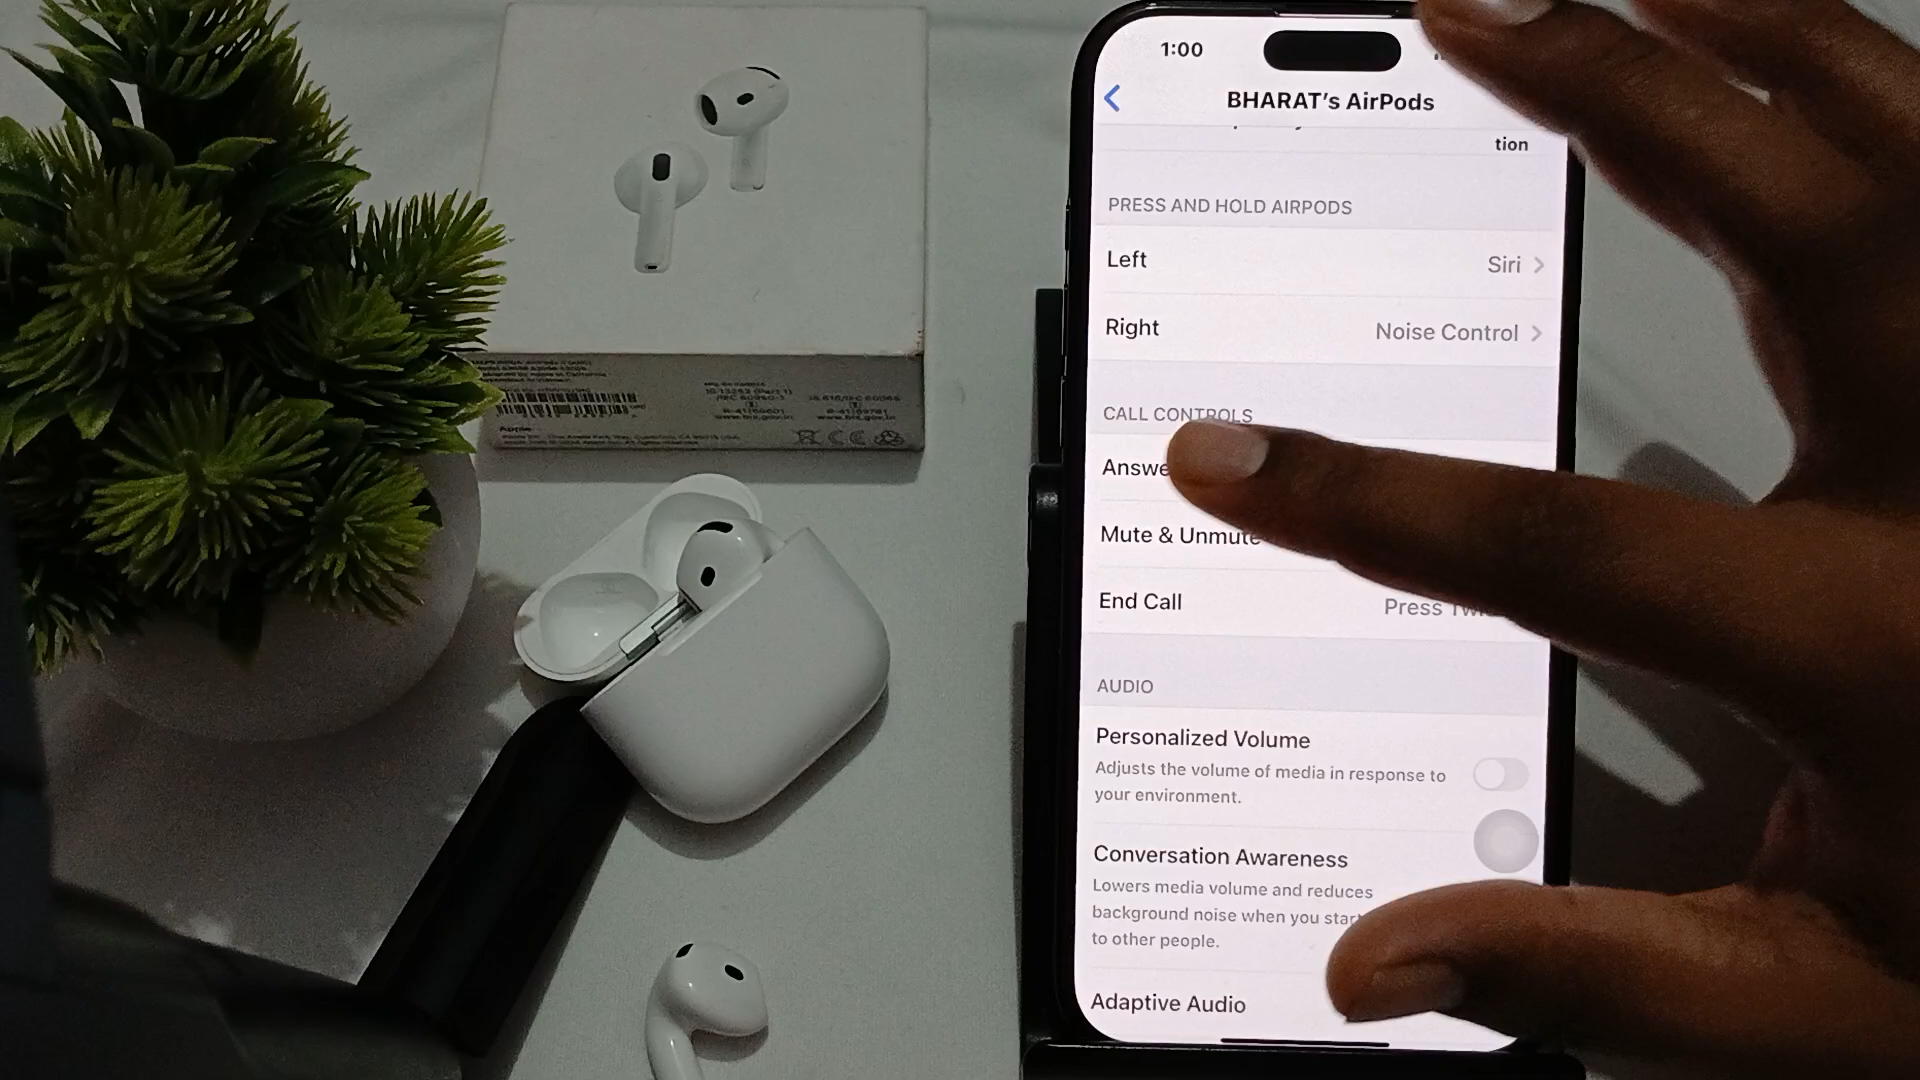 1:00
BHARAT's AirPods
tion
PRESS AND HOLD AIRPODS
Left
Siri
Right
Noise Control
CALL CONTROLS
Answe
Mute & Unmute
End Call
Press Twi
AUDIO
Personalized Volume
Adjusts the volume of media in response to
your environment.
Conversation Awareness
Lowers media volume and reduces
background noise when you star
to other people.
Adaptive Audio